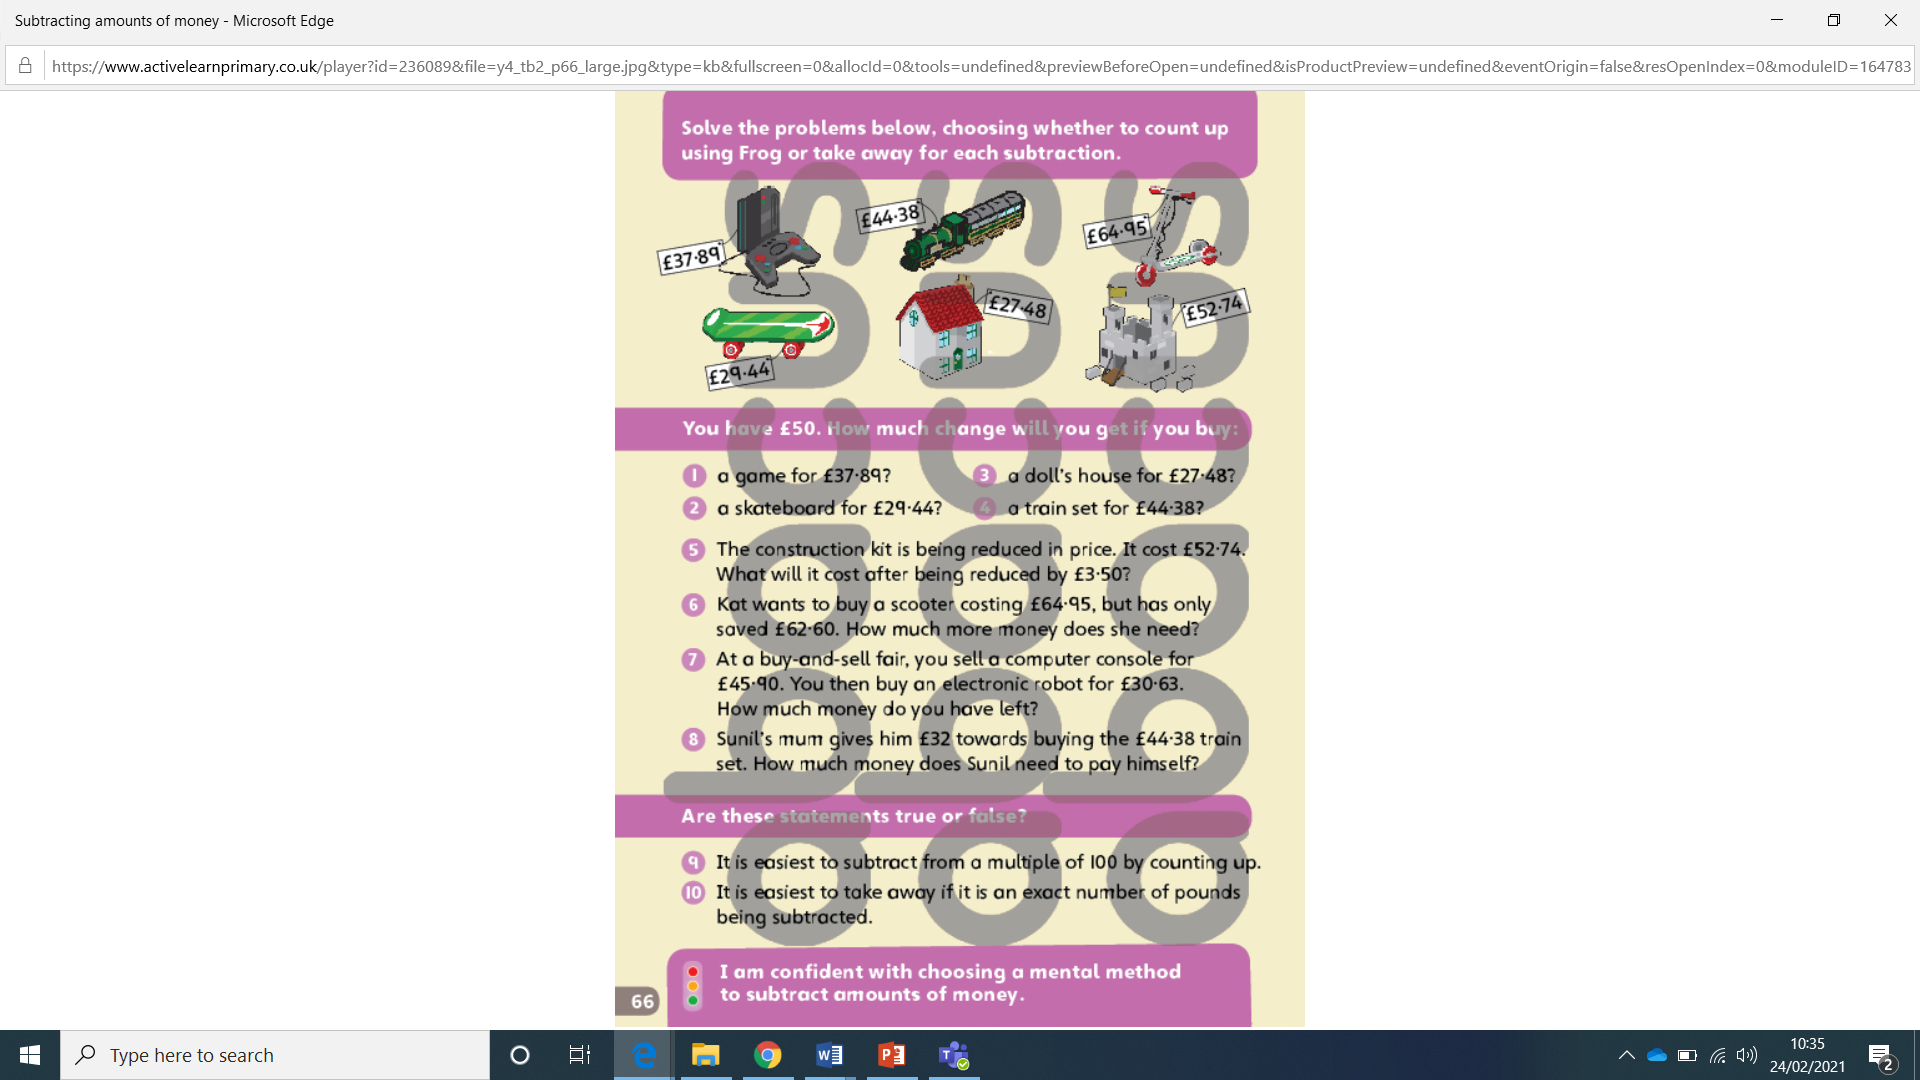 Subtracting amounts of money - Microsoft Edge
https://www.activelearnprimary.co.uk/player?id=236089&file=y4_tb2_p66_large.jpg&type=kb&fullscreen=0&allocId=0&tools=undefined&previewBeforeOpen=undefined&isProductPreview=undefined&eventOrigin=false&resOpenIndex=0&moduleID=164783
Solve the problems below, choosing whether to count up
using Frog or take away for each subtraction.
£37·89
£44·38
£64·95
£29·44
£27·48
£52·74
You have £50. How much change will you get if you buy:
1 a game for £37·89?
2 a skateboard for £29·44?
3 a doll's house for £27·48?
4 a train set for £44·38?
5 The construction kit is being reduced in price. It cost £52·74.
What will it cost after being reduced by £3·50?
6 Kat wants to buy a scooter costing £64·95, but has only
saved £62·60. How much more money does she need?
7 At a buy-and-sell fair, you sell a computer console for
£45·90. You then buy an electronic robot for £30·63.
How much money do you have left?
8 Sunil's mum gives him £32 towards buying the £44·38 train
set. How much money does Sunil need to pay himself?
Are these statements true or false?
9 It is easiest to subtract from a multiple of 100 by counting up.
10 It is easiest to take away if it is an exact number of pounds
being subtracted.
I am confident with choosing a mental method
to subtract amounts of money.
66
Type here to search
10:35
24/02/2021
2